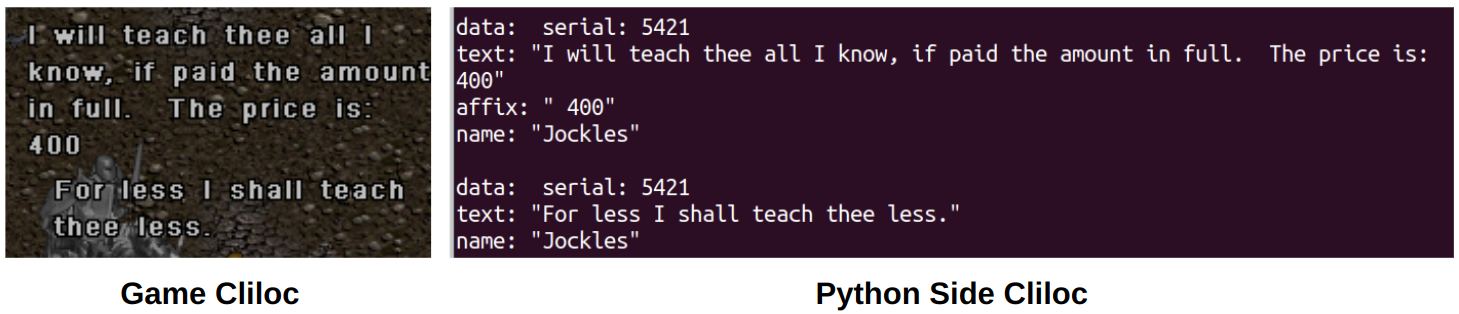 I will teach thee all I
know, if paid the amount
in full.  The price is:
400
For less I shall teach
thee less.
Game Cliloc
data:  serial: 5421
text: "I will teach thee all I know, if paid the amount in full.  The price is:
400"
affix: " 400"
name: "Jockles"
data:  serial: 5421
text: "For less I shall teach thee less."
name: "Jockles"
Python Side Cliloc